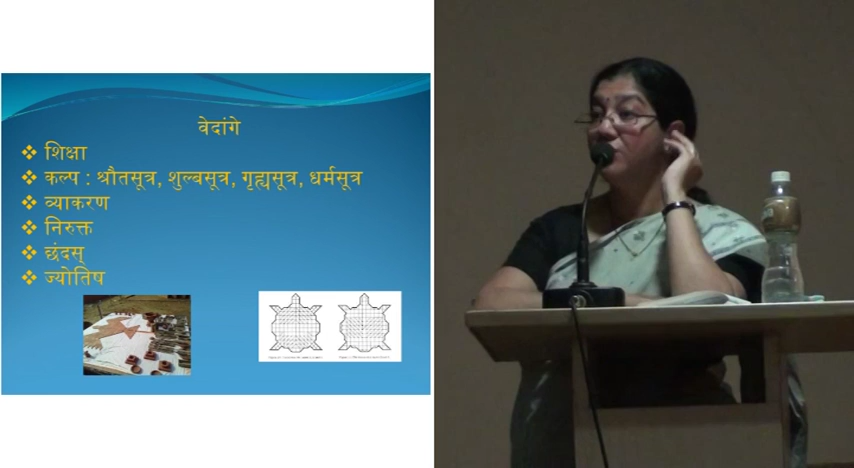 वेदांगे
❖ शिक्षा
❖ कल्प : श्रौतसूत्र, शुल्बसूत्र, गृह्यसूत्र, धर्मसूत्र
❖ व्याकरण
❖ निरुक्त
❖ छंदस्
❖ ज्योतिष